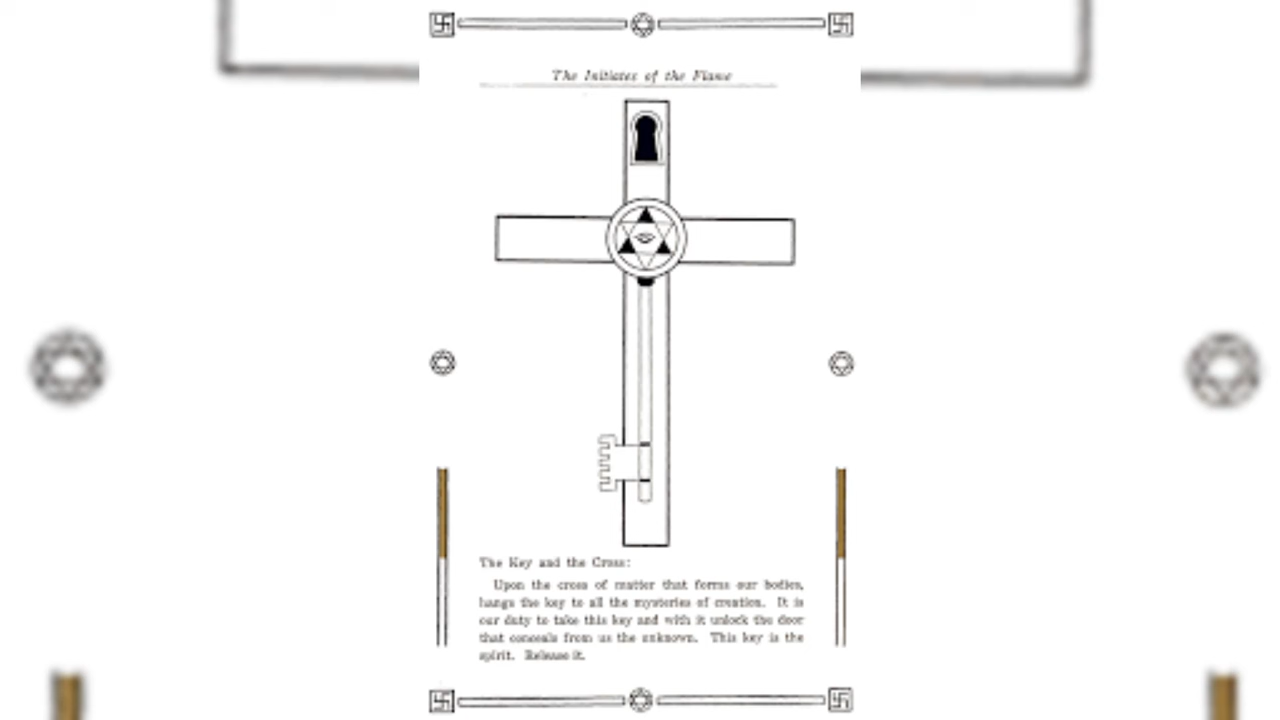 The Initiates of the Flame
The Key and the Cross:
Upon the cross of matter that forms our bodies,
hangs the key to all the mysteries of creation. It is
our duty to take this key and with it unlock the door
that conceals from us the unknown. This key is the
spirit. Release it.